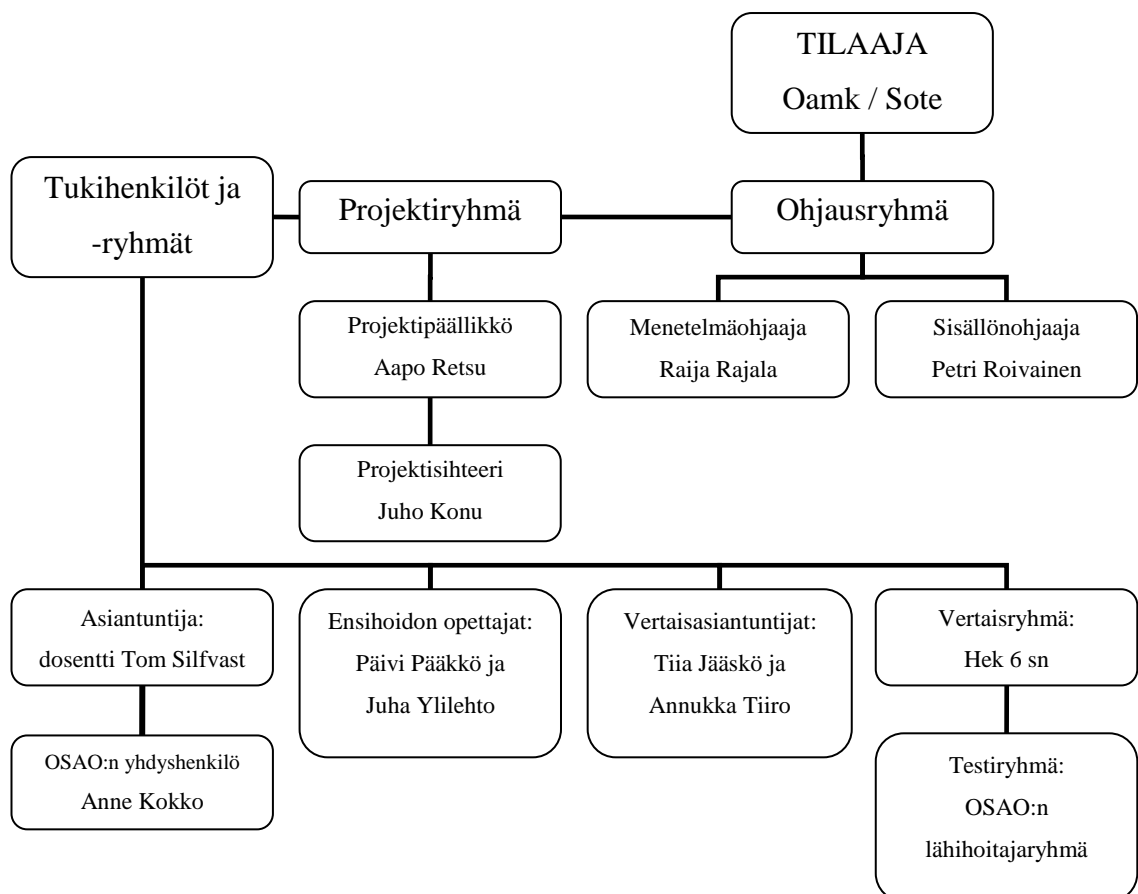 TILAAJA
Oamk / Sote
Tukihenkilöt ja
-ryhmät
Projektiryhmä
Ohjausryhmä
Projektipäällikkö
Aapo Retsu
Menetelmäohjaaja
Raija Rajala
Sisällönohjaaja
Petri Roivainen
Projektisihteeri
Juho Konu
Asiantuntija:
dosentti Tom Silfvast
Ensihoidon opettajat:
Päivi Pääkkö ja
Juha Ylilehto
Vertaisasiantuntijat:
Tiia Jääskö ja
Annukka Tiiro
Vertaisryhmä:
Hek 6 sn
OSAO:n yhdyshenkilö
Anne Kokko
Testiryhmä:
OSAO:n
lähihoitajaryhmä